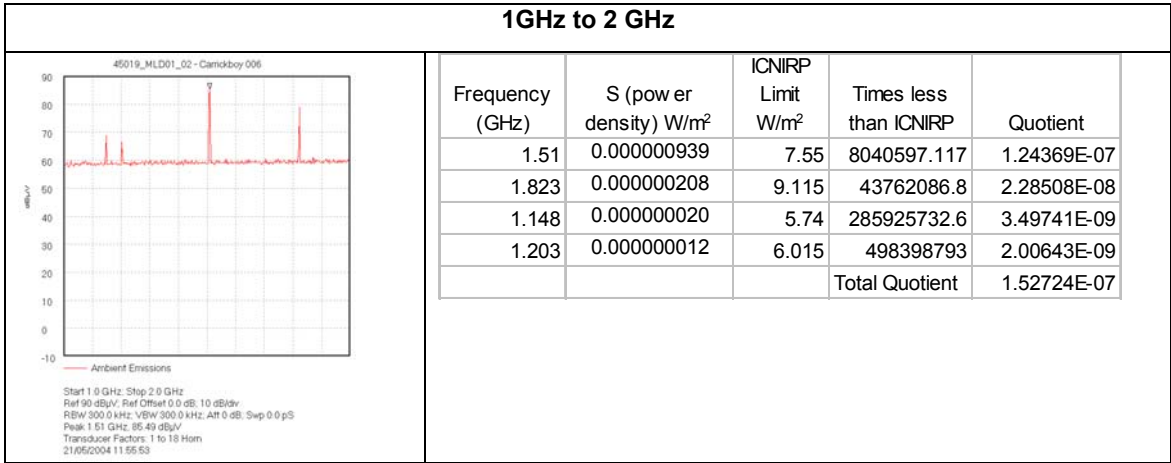 1GHz to 2 GHz
45019_MLD01_02 - Carrickboy 006
90
80
70
60
50
40
30
20
10
0
-10
dBµV
Ambient Emissions
Start 1.0 GHz; Stop 2.0 GHz
Ref 90 dBµV; Ref Offset 0.0 dB; 10 dB/div
RBW 300.0 kHz; VBW 300.0 kHz; Att 0 dB; Swp 0.0 pS
Peak 1.51 GHz, 85.49 dBµV
Transducer Factors: 1 to 18 Horn
21/05/2004 11:55:53
Frequency (GHz) S (pow er density) W/m² ICNIRP Limit W/m² Times less than ICNIRP Quotient
1.51 0.000000939 7.55 8040597.117 1.24369E-07
1.823 0.000000208 9.115 43762086.8 2.28508E-08
1.148 0.000000020 5.74 285925732.6 3.49741E-09
1.203 0.000000012 6.015 498398793 2.00643E-09
Total Quotient 1.52724E-07